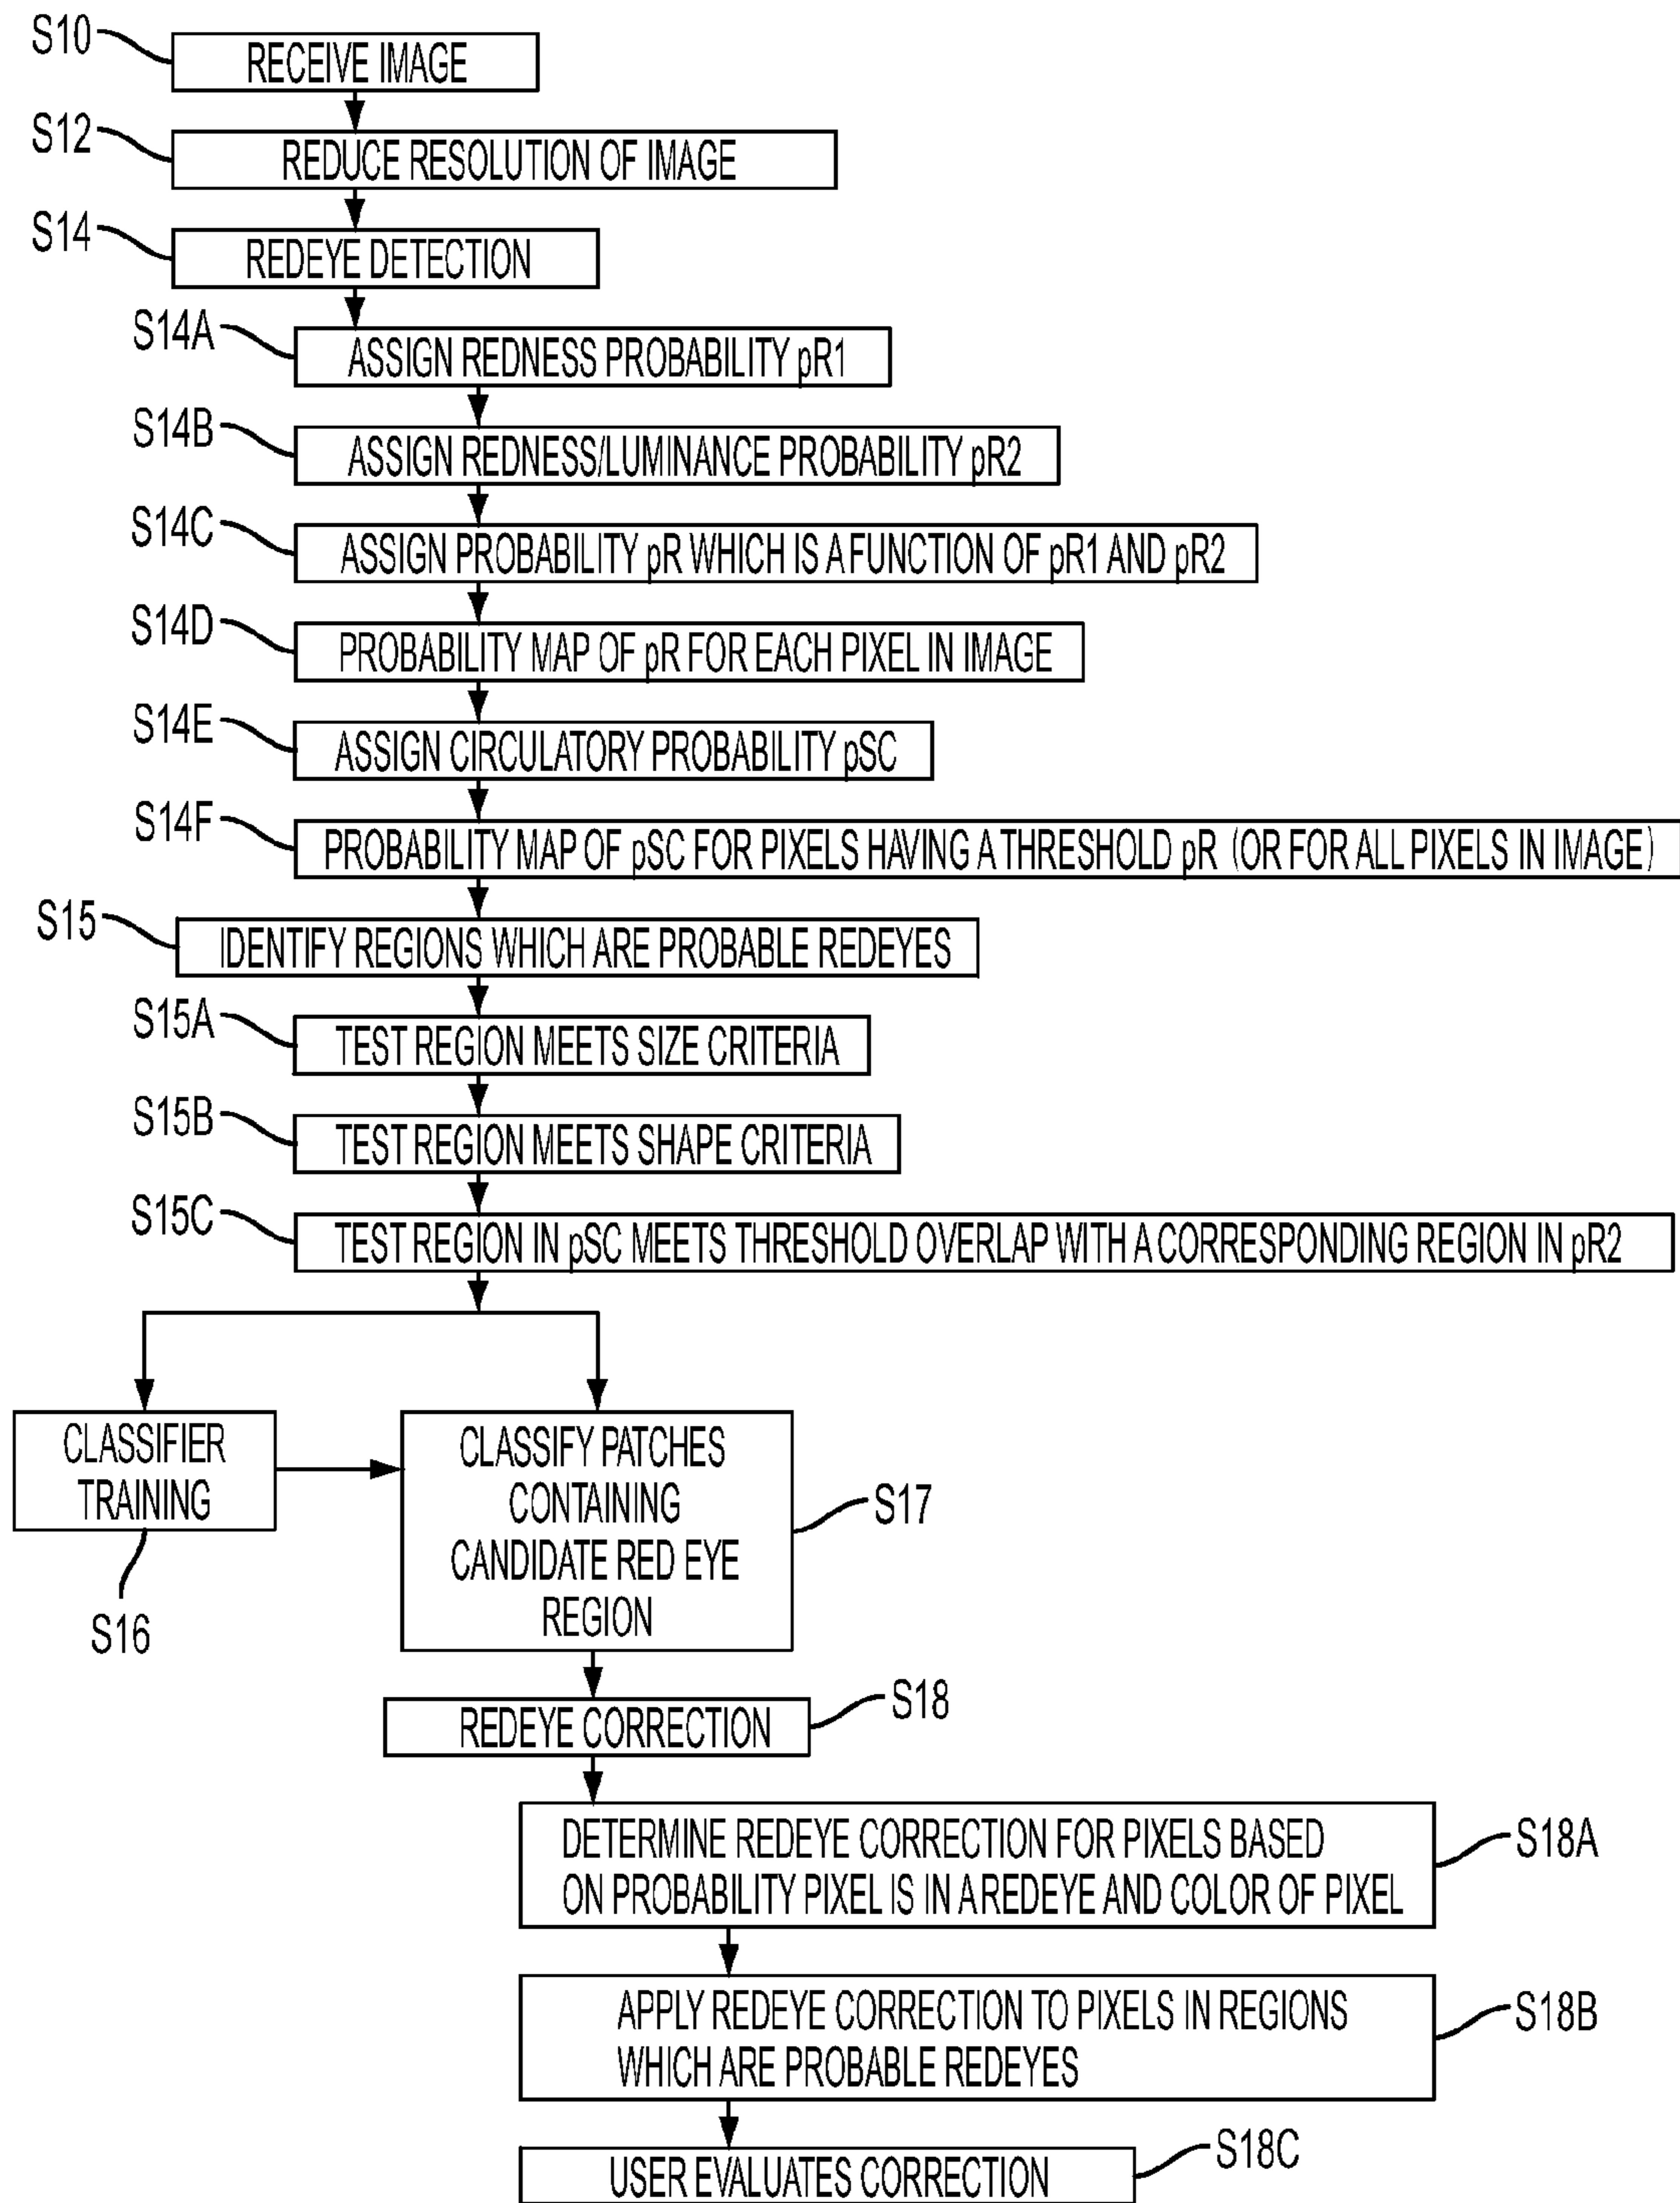 S10
RECEIVE IMAGE
S12
REDUCE RESOLUTION OF IMAGE
S14
REDEYE DETECTION
S14A
ASSIGN REDNESS PROBABILITY pR1
S14B
ASSIGN REDNESS/LUMINANCE PROBABILITY pR2
S14C
ASSIGN PROBABILITY pR WHICH IS A FUNCTION OF pR1 AND pR2
S14D
PROBABILITY MAP OF pR FOR EACH PIXEL IN IMAGE
S14E
ASSIGN CIRCULATORY PROBABILITY pSC
S14F
PROBABILITY MAP OF pSC FOR PIXELS HAVING A THRESHOLD pR (OR FOR ALL PIXELS IN IMAGE)
S15
IDENTIFY REGIONS WHICH ARE PROBABLE REDEYES
S15A
TEST REGION MEETS SIZE CRITERIA
S15B
TEST REGION MEETS SHAPE CRITERIA
S15C
TEST REGION IN pSC MEETS THRESHOLD OVERLAP WITH A CORRESPONDING REGION IN pR2
CLASSIFIER
TRAINING
S16
CLASSIFY PATCHES
CONTAINING
CANDIDATE RED EYE
REGION
S17
REDEYE CORRECTION
S18
DETERMINE REDEYE CORRECTION FOR PIXELS BASED
ON PROBABILITY PIXEL IS IN A REDEYE AND COLOR OF PIXEL
S18A
APPLY REDEYE CORRECTION TO PIXELS IN REGIONS
WHICH ARE PROBABLE REDEYES
S18B
USER EVALUATES CORRECTION
S18C